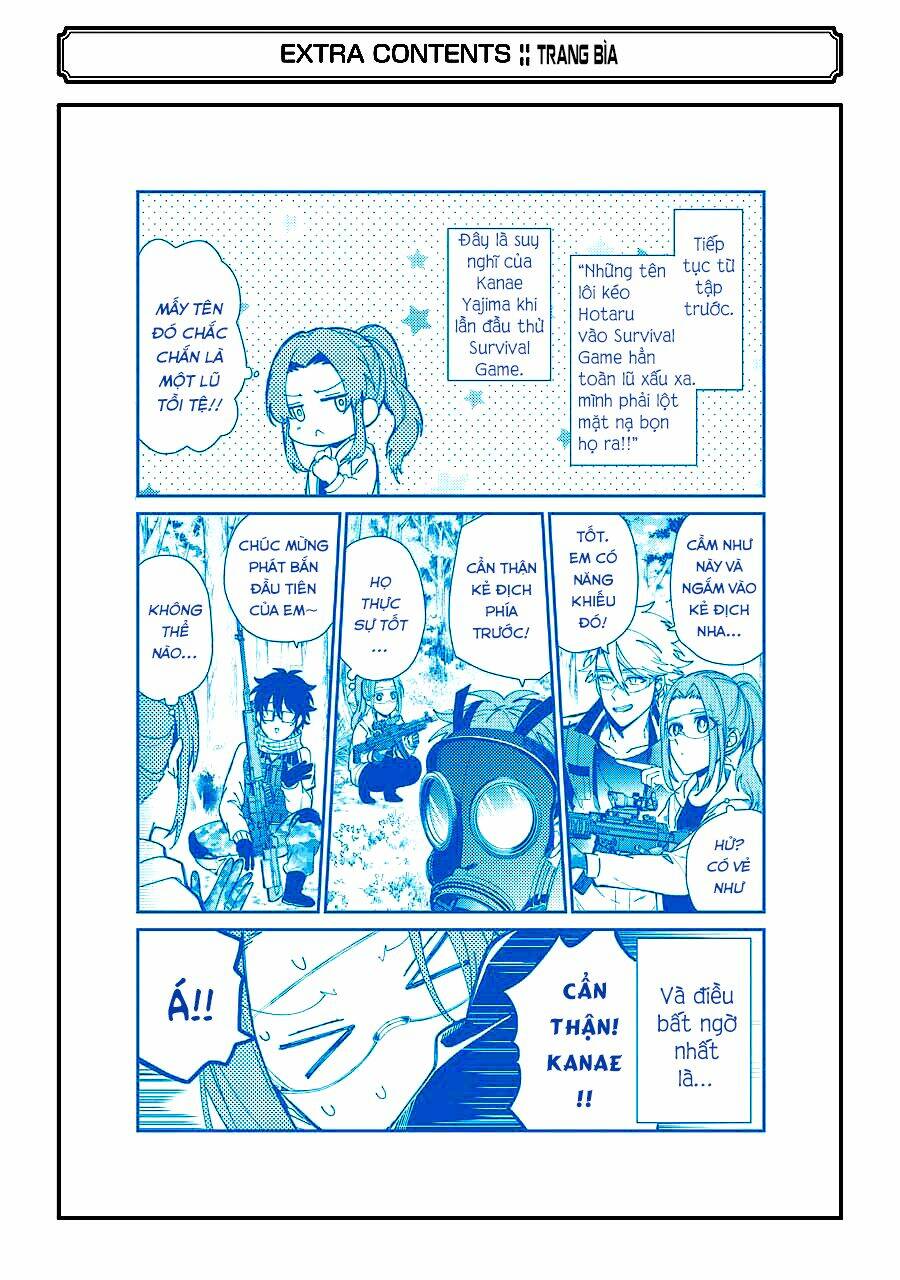 EXTRA CONTENTS :: TRANG BÌA
Tiếp
tục từ
tập
trước.
"Những tên
lôi kéo
Hotaru
vào Survival
Game hẳn
toàn lũ xấu xa.
mình phải lột
mặt nạ bọn
họ ra!!"
Đây là suy
nghĩ của
Kanae
Yajima khi
lần đầu thử
Survival
Game.
MẤY TÊN
ĐÓ CHẮC
CHẮN LÀ
MỘT LŨ
TỒI TỆ!!
CẦM NHƯ
NÀY VÀ
NGẮM VÀO
KẺ ĐỊCH
NHA...
TỐT.
EM CÓ
NĂNG
KHIẾU
ĐÓ!
HỬ?
CÓ VẺ
NHƯ
CẨN THẬN
KẺ ĐỊCH
PHÍA
TRƯỚC!
HỌ
THỰC
SỰ TỐT
...
CHÚC MỪNG
PHÁT BẮN
ĐẦU TIÊN
CỦA EM~
KHÔNG
THỂ
NÀO...
Và điều
bất ngờ
nhất
là...
CẨN
THẬN!
KANAE
!!
Á!!